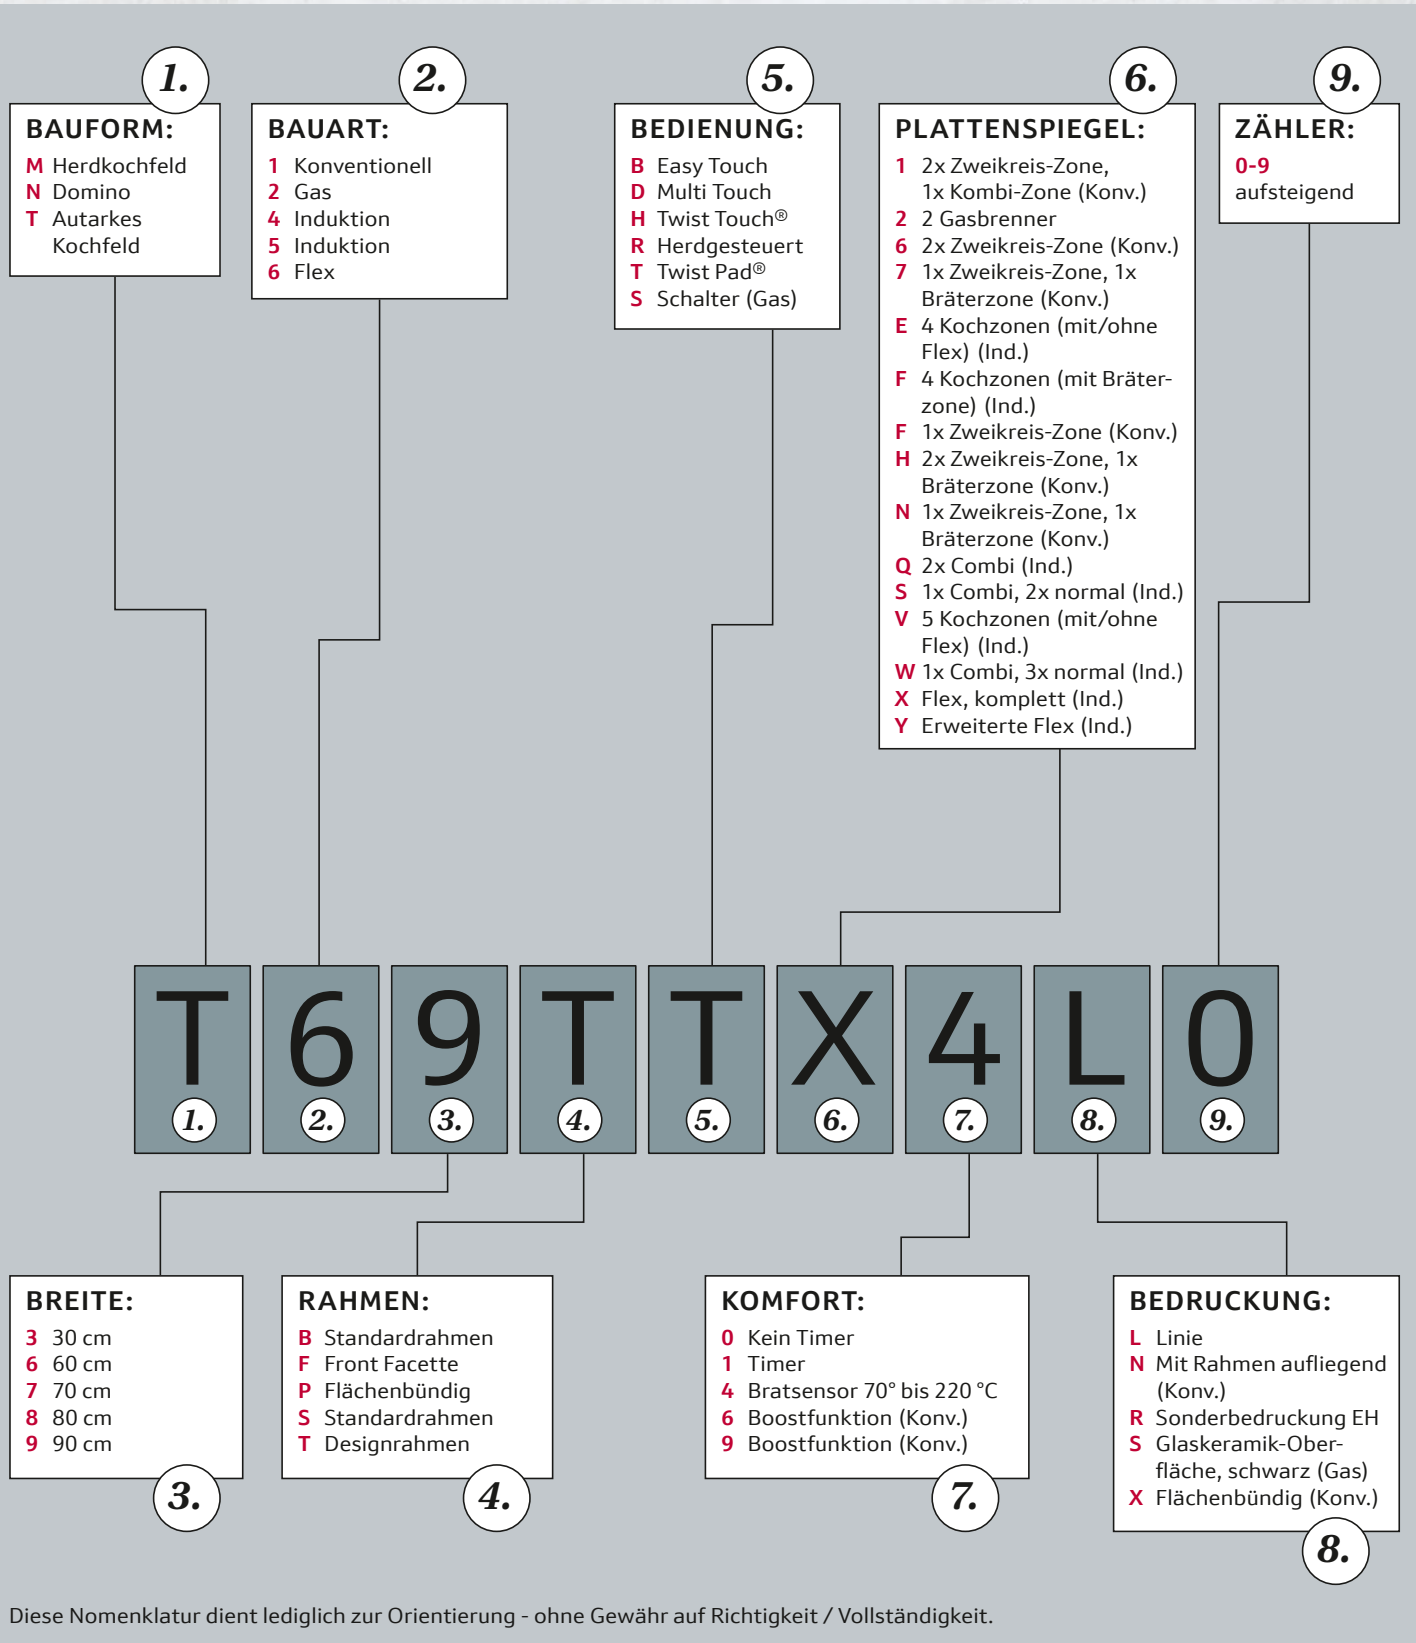 1.
BAUFORM:
M Herdkochfeld
N Domino
T Autarkes
Kochfeld
2.
BAUART:
1 Konventionell
2 Gas
4 Induktion
5 Induktion
6 Flex
5.
BEDIENUNG:
B Easy Touch
D Multi Touch
H Twist Touch®
R Herdgesteuert
T Twist Pad®
S Schalter (Gas)
6.
PLATTENSPIEGEL:
1 2x Zweikreis-Zone,
1x Kombi-Zone (Konv.)
2 2 Gasbrenner
6 2x Zweikreis-Zone (Konv.)
7 1x Zweikreis-Zone, 1x
Bräterzone (Konv.)
E 4 Kochzonen (mit/ohne
Flex) (Ind.)
F 4 Kochzonen (mit Bräter-
zone) (Ind.)
F 1x Zweikreis-Zone (Konv.)
H 2x Zweikreis-Zone, 1x
Bräterzone (Konv.)
N 1x Zweikreis-Zone, 1x
Bräterzone (Konv.)
Q 2x Combi (Ind.)
S 1x Combi, 2x normal (Ind.)
V 5 Kochzonen (mit/ohne
Flex) (Ind.)
W 1x Combi, 3x normal (Ind.)
X Flex, komplett (Ind.)
Y Erweiterte Flex (Ind.)
9.
ZÄHLER:
0-9
aufsteigend
T 6 9 T T X 4 L 0
1. 2. 3. 4. 5. 6. 7. 8. 9.
BREITE:
3 30 cm
6 60 cm
7 70 cm
8 80 cm
9 90 cm
3.
RAHMEN:
B Standardrahmen
F Front Facette
P Flächenbündig
S Standardrahmen
T Designrahmen
4.
KOMFORT:
0 Kein Timer
1 Timer
4 Bratsensor 70° bis 220 °C
6 Boostfunktion (Konv.)
9 Boostfunktion (Konv.)
7.
BEDRUCKUNG:
L Linie
N Mit Rahmen aufliegend
(Konv.)
R Sonderbedruckung EH
S Glaskeramik-Ober-
fläche, schwarz (Gas)
X Flächenbündig (Konv.)
8.
Diese Nomenklatur dient lediglich zur Orientierung - ohne Gewähr auf Richtigkeit / Vollständigkeit.